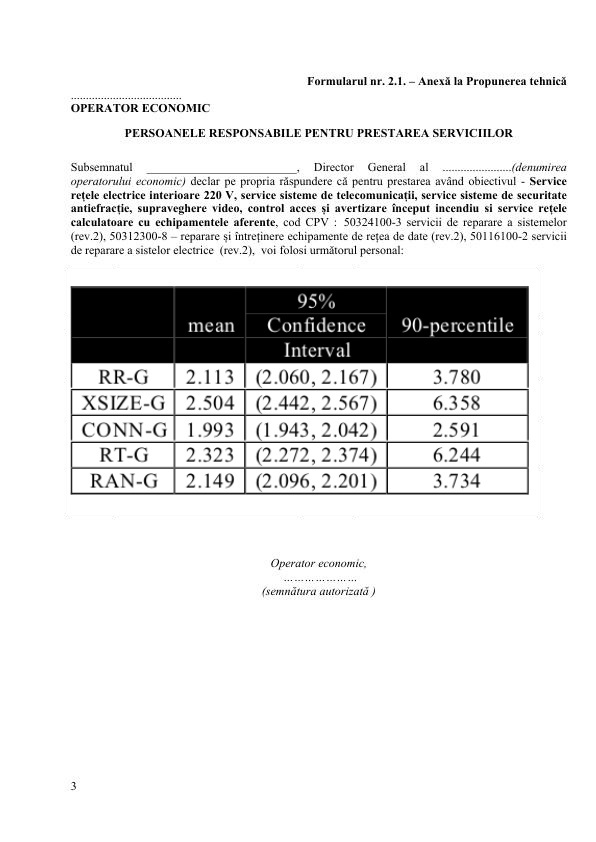 Formularul nr. 2.1. – Anexă la Propunerea tehnică
.....................................
OPERATOR ECONOMIC
PERSOANELE RESPONSABILE PENTRU PRESTAREA SERVICIILOR
Subsemnatul _________________________, Director General al .......................(denumirea
operatorului economic) declar pe propria răspundere că pentru prestarea având obiectivul - Service
rețele electrice interioare 220 V, service sisteme de telecomunicații, service sisteme de securitate
antiefracție, supraveghere video, control acces și avertizare început incendiu si service rețele
calculatoare cu echipamentele aferente, cod CPV : 50324100-3 servicii de reparare a sistemelor
(rev.2), 50312300-8 – reparare și întreținere echipamente de rețea de date (rev.2), 50116100-2 servicii
de reparare a sistelor electrice (rev.2), voi folosi următorul personal:
95%
mean Confidence 90-percentile
Interval
RR-G 2.113 (2.060, 2.167) 3.780
XSIZE-G 2.504 (2.442, 2.567) 6.358
CONN-G 1.993 (1.943, 2.042) 2.591
RT-G 2.323 (2.272, 2.374) 6.244
RAN-G 2.149 (2.096, 2.201) 3.734
Operator economic,
…………………
(semnătura autorizată )
3